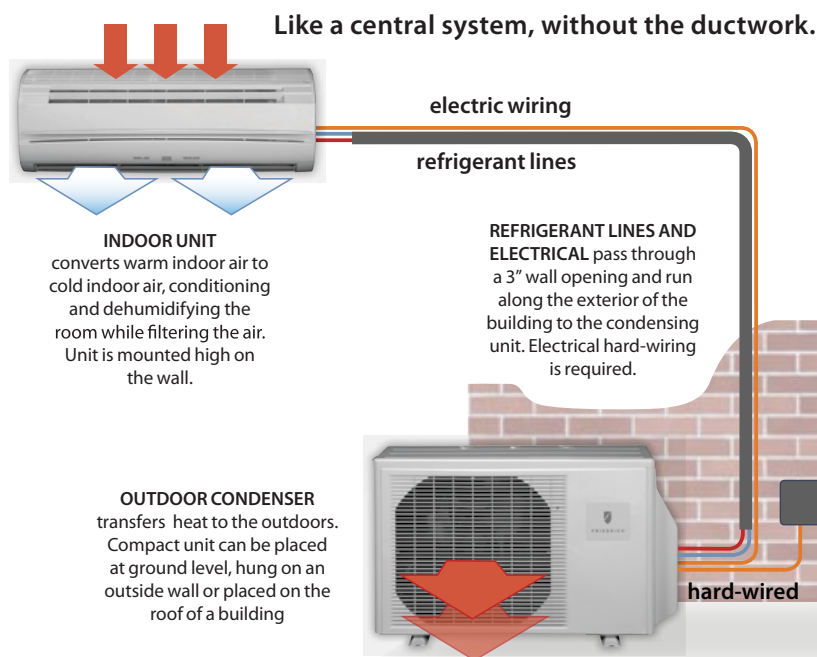 Like a central system, without the ductwork.
electric wiring
refrigerant lines
INDOOR UNIT
converts warm indoor air to
cold indoor air, conditioning
and dehumidifying the
room while filtering the air.
Unit is mounted high on
the wall.
REFRIGERANT LINES AND
ELECTRICAL pass through
a 3” wall opening and run
along the exterior of the
building to the condensing
unit. Electrical hard-wiring
is required.
OUTDOOR CONDENSER
transfers heat to the outdoors.
Compact unit can be placed
at ground level, hung on an
outside wall or placed on the
roof of a building
FRIEDRICH
hard-wired